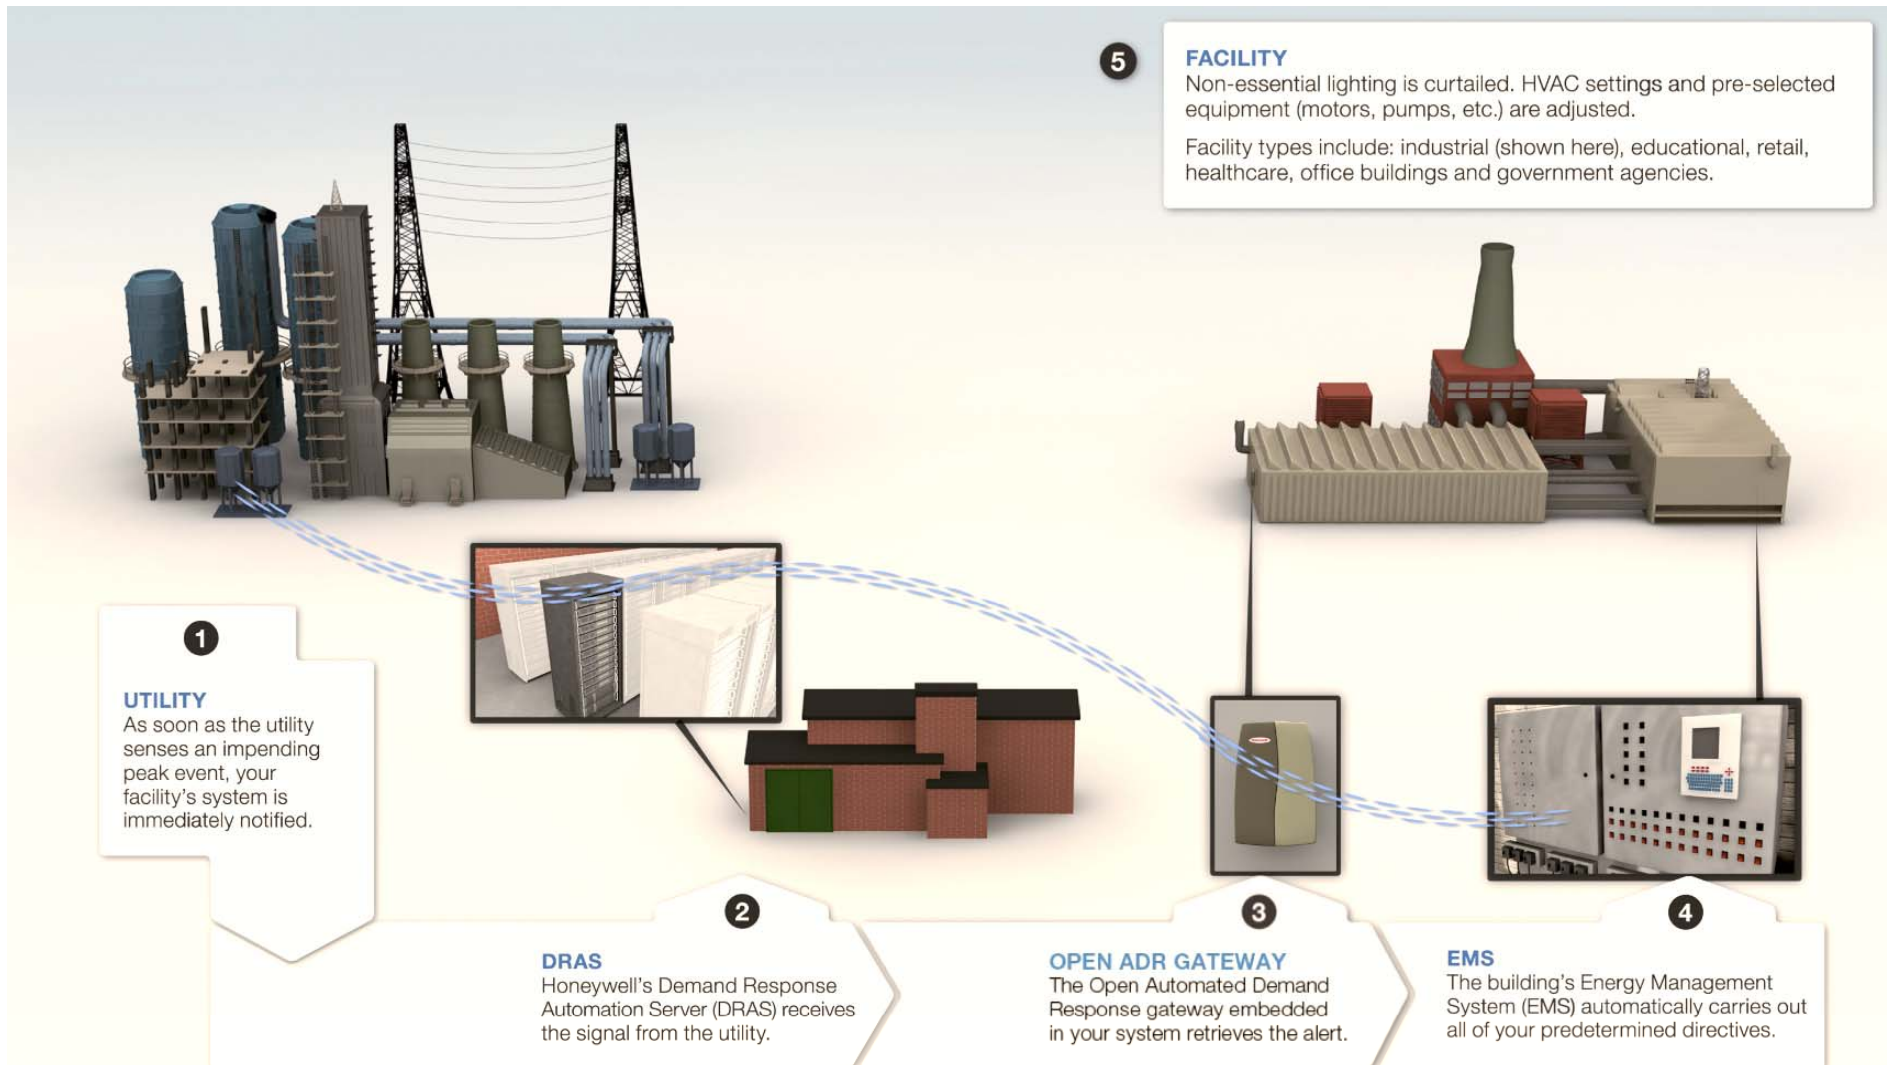 5
FACILITY
Non-essential lighting is curtailed. HVAC settings and pre-selected
equipment (motors, pumps, etc.) are adjusted.
Facility types include: industrial (shown here), educational, retail,
healthcare, office buildings and government agencies.
1
UTILITY
As soon as the utility
senses an impending
peak event, your
facility's system is
immediately notified.
2
DRAS
Honeywell's Demand Response
Automation Server (DRAS) receives
the signal from the utility.
3
OPEN ADR GATEWAY
The Open Automated Demand
Response gateway embedded
in your system retrieves the alert.
4
EMS
The building's Energy Management
System (EMS) automatically carries out
all of your predetermined directives.